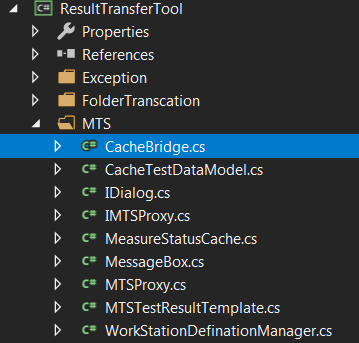 ResultTransferTool
Properties
References
Exception
FolderTranscation
MTS
CacheBridge.cs
CacheTestDataModel.cs
IDialog.cs
IMTSProxy.cs
MeasureStatusCache.cs
MessageBox.cs
MTSProxy.cs
MTSTestResultTemplate.cs
WorkStationDefinationManager.cs